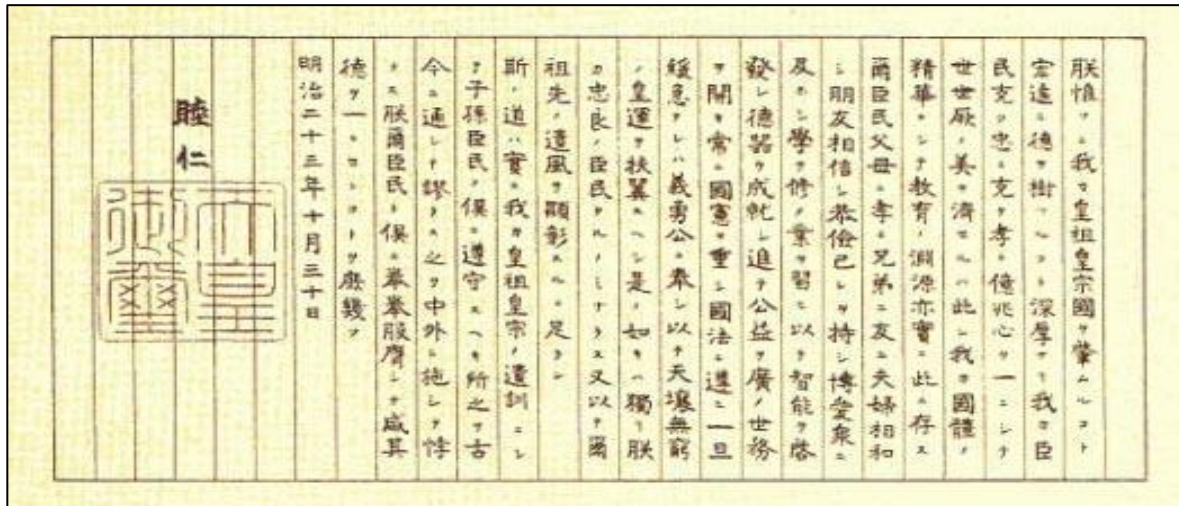 朕惟フニ我カ皇祖皇宗國ヲ肇ムルコト
宏遠ニ德ヲ樹ツルコト深厚ナリ我カ臣
民克ク忠ニ克ク孝ニ億兆心ヲ一ニシテ
世世厥ノ美ヲ濟セルハ此レ我カ國體ノ
精華ニシテ教育ノ淵源亦實ニ此ニ存ス
爾臣民父母ニ孝ニ兄弟ニ友ニ夫婦相和
シ朋友相信シ恭儉己レヲ持シ博愛衆ニ
及ホシ學ヲ修メ業ヲ習ヒ以テ智能ヲ啓
發シ德器ヲ成就シ進テ公益ヲ廣メ世務
ヲ開キ常ニ國憲ヲ重シ國法ニ遵ヒ一旦
緩急アレハ義勇公ニ奉シ以テ天壤無窮
ノ皇運ヲ扶翼スヘシ是ノ如キハ獨リ朕
カ忠良ノ臣民タルノミナラス又以テ爾
祖先ノ遺風ヲ顯彰スルニ足ラン
斯ノ道ハ實ニ我カ皇祖皇宗ノ遺訓ニシ
テ子孫臣民ノ倶ニ遵守スヘキ所之ヲ古
今ニ通シテ謬ラス之ヲ中外ニ施シテ悖
ラス朕爾臣民ト倶ニ拳拳服膺シテ咸其
德ヲ一ニセンコトヲ庶幾フ
明治二十三年十月三十日
睦仁
天皇
御璽